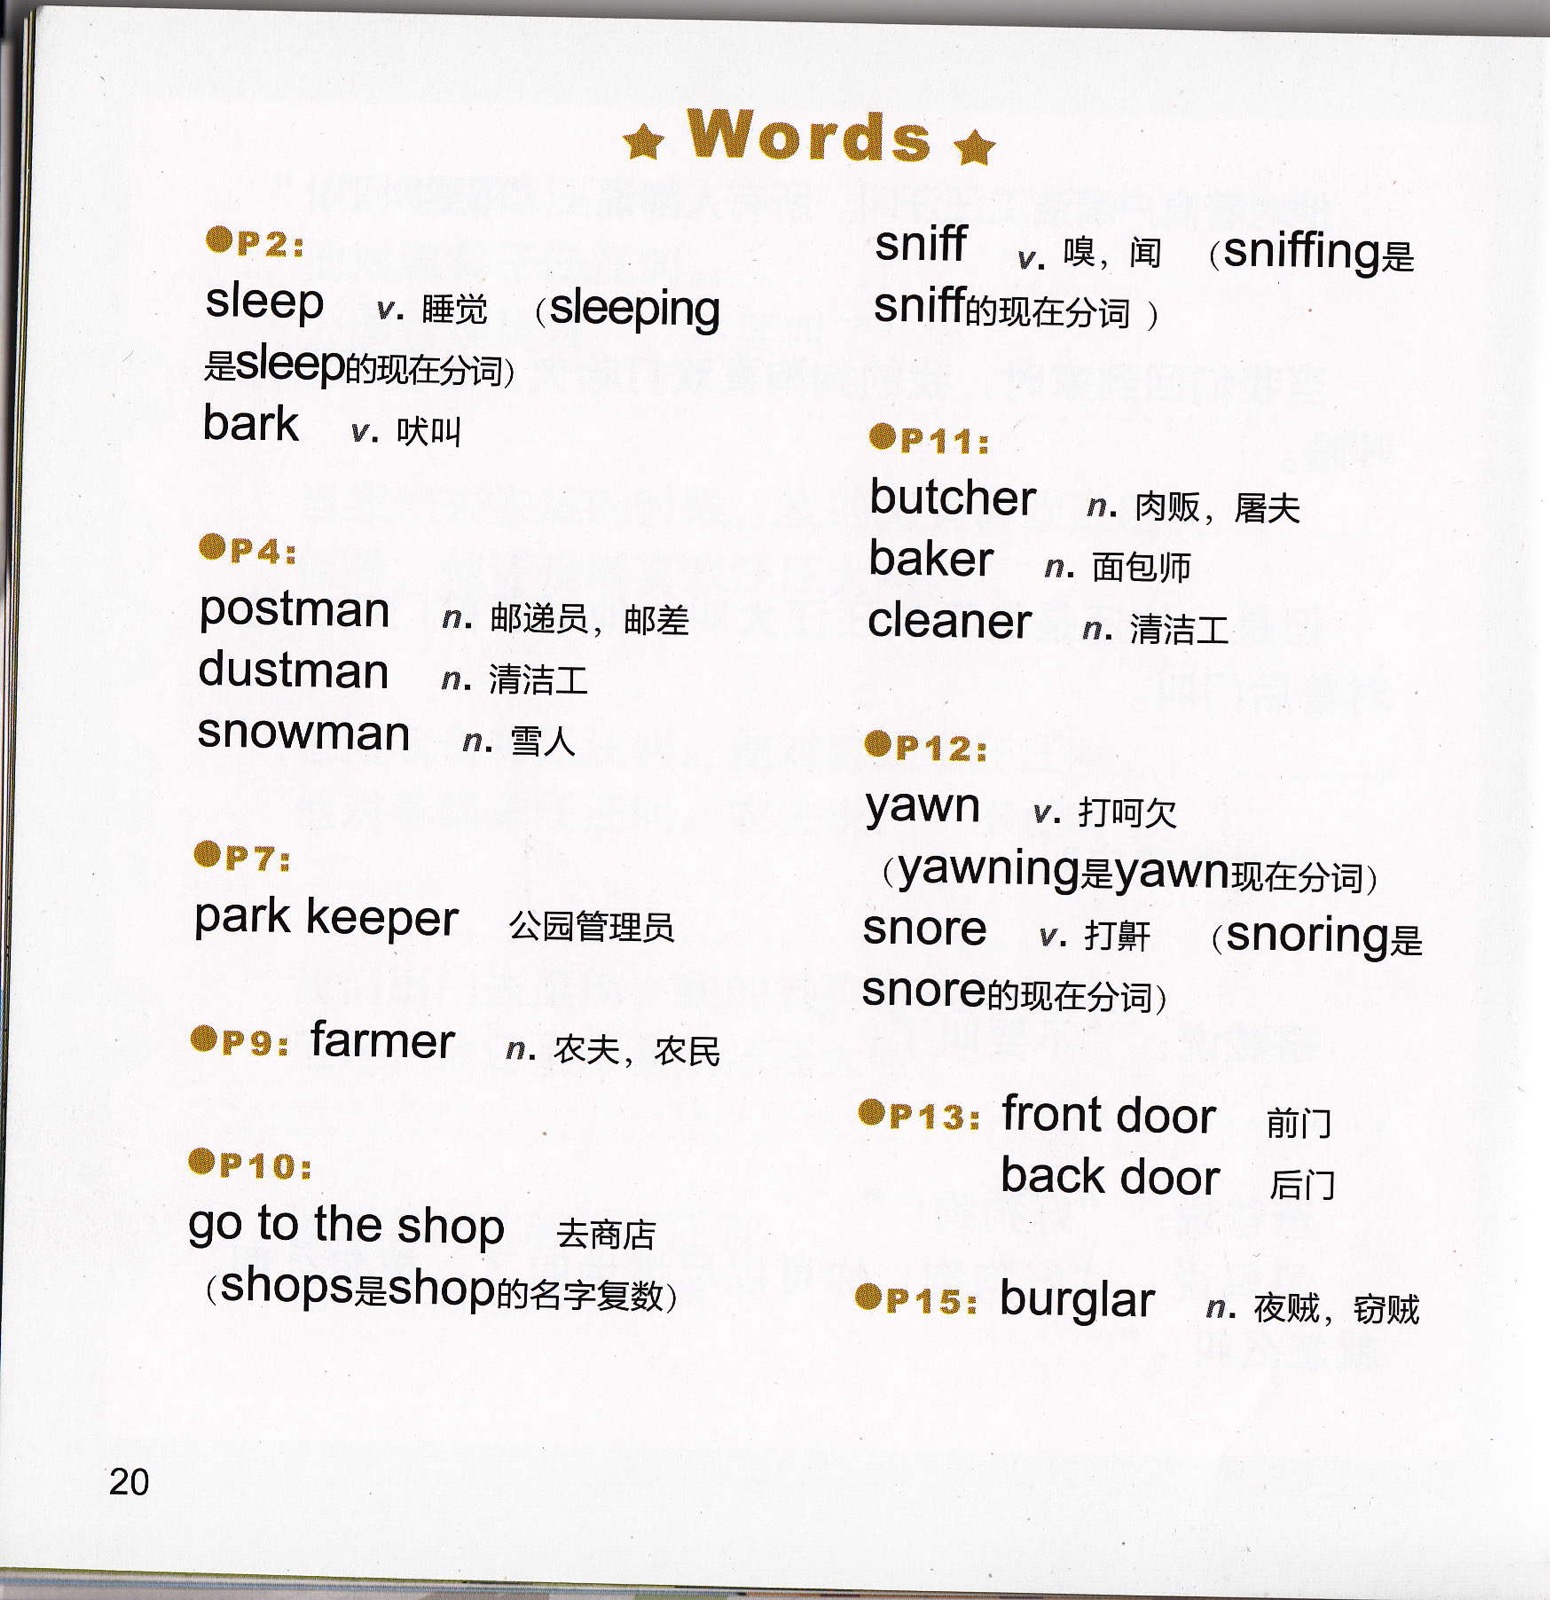 ★ Words ★
●P2:
sleep v. 睡觉 （sleeping
是sleep的现在分词）
bark v. 吠叫
●P4:
postman n. 邮递员，邮差
dustman n. 清洁工
snowman n. 雪人
●P7:
park keeper 公园管理员
●P9: farmer n. 农夫，农民
●P10:
go to the shop 去商店
（shops是shop的名字复数）
sniff v. 嗅，闻 （sniffing是
sniff的现在分词 ）
●P11:
butcher n. 肉贩，屠夫
baker n. 面包师
cleaner n. 清洁工
●P12:
yawn v. 打呵欠
（yawning是yawn现在分词）
snore v. 打鼾 （snoring是
snore的现在分词）
●P13: front door 前门
back door 后门
●P15: burglar n. 夜贼，窃贼
20